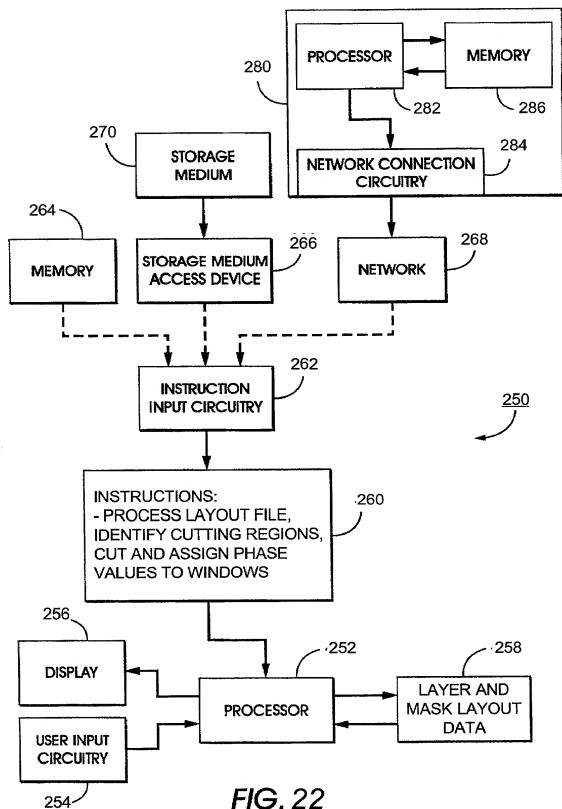 280
PROCESSOR
MEMORY
282
286
284
NETWORK CONNECTION
CIRCUITRY
270
STORAGE
MEDIUM
264
MEMORY
STORAGE MEDIUM
ACCESS DEVICE
266
NETWORK
268
262
INSTRUCTION
INPUT CIRCUITRY
250
INSTRUCTIONS:
- PROCESS LAYOUT FILE,
IDENTIFY CUTTING REGIONS,
CUT AND ASSIGN PHASE
VALUES TO WINDOWS
260
256
DISPLAY
252
PROCESSOR
258
LAYER AND
MASK LAYOUT
DATA
USER INPUT
CIRCUITRY
254
FIG. 22